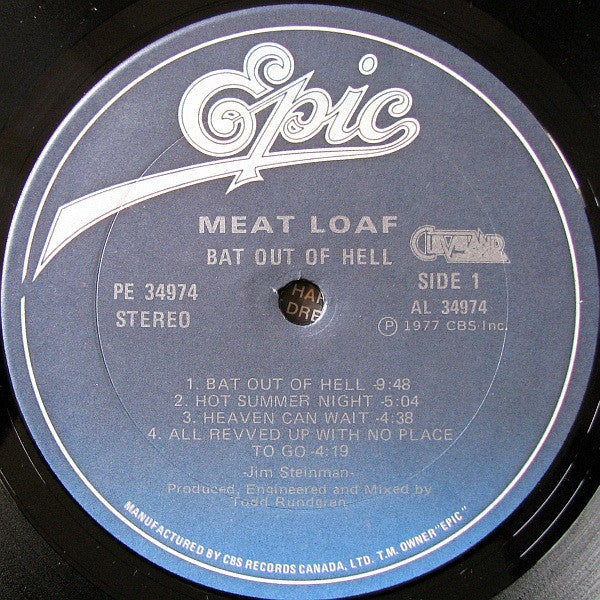 Epic
MEAT LOAF
BAT OUT OF HELL
CLEVELAND
PE 34974
STEREO
SIDE 1
AL 34974
Ⓟ 1977 CBS Inc.
HAR
DRE
1. BAT OUT OF HELL -9:48
2. HOT SUMMER NIGHT -5:04
3. HEAVEN CAN WAIT -4:38
4. ALL REVVED UP WITH NO PLACE
TO GO -4:19
-Jim Steinman-
Produced, Engineered and Mixed by
Todd Rundgren-
MANUFACTURED BY CBS RECORDS CANADA, LTD. T.M. OWNER "EPIC"